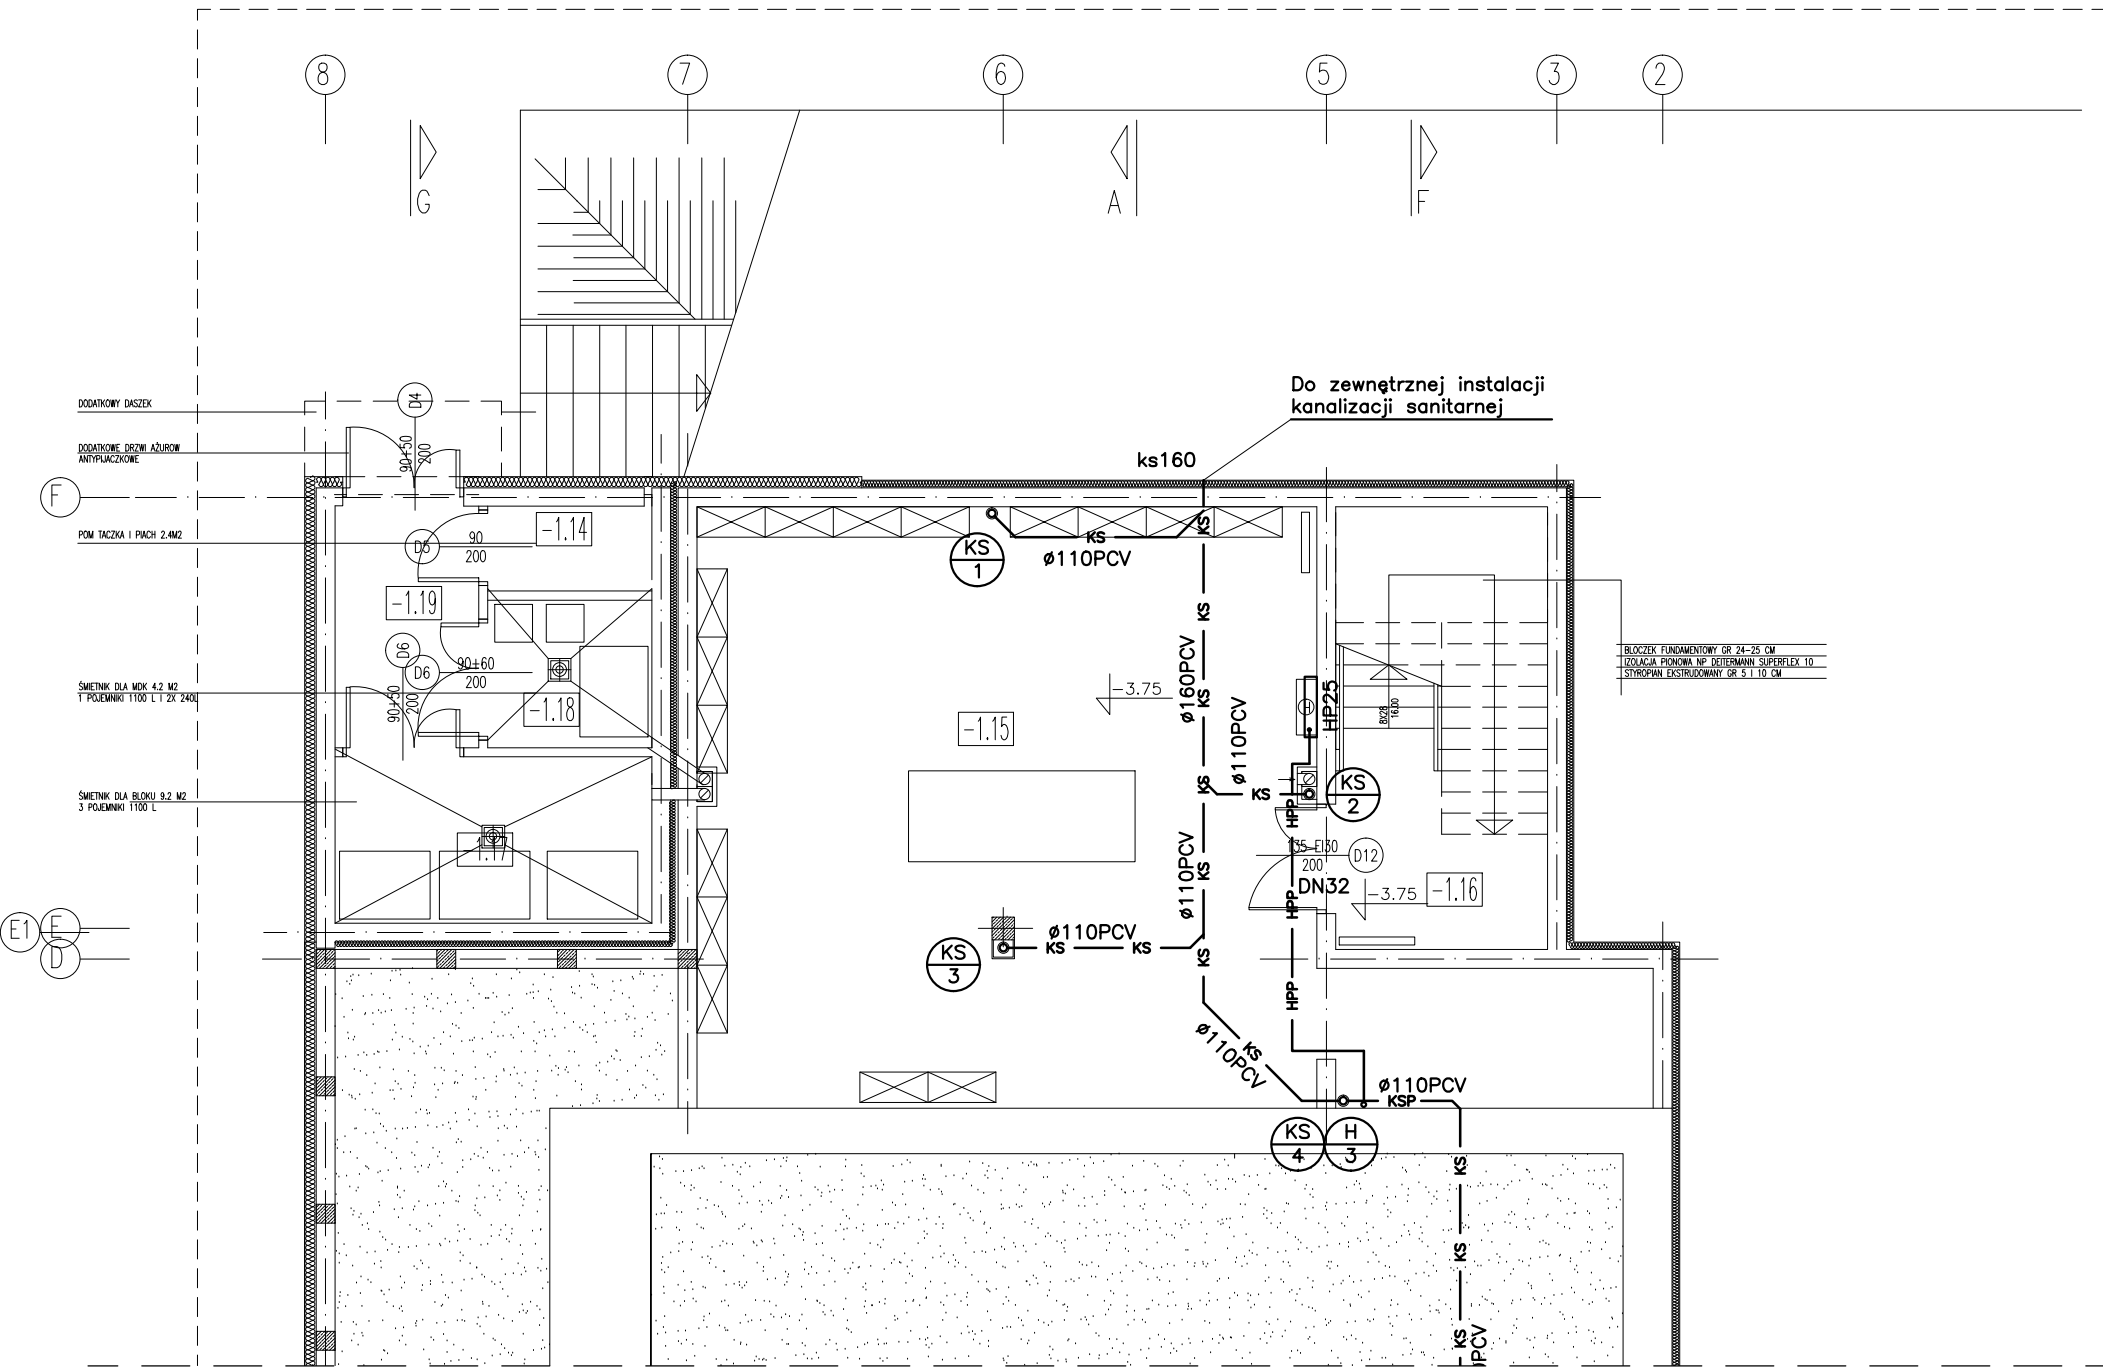 8
7
6
5
3
2
G
A
F
Do zewnętrznej instalacji
kanalizacji sanitarnej
DODATKOWY DASZEK
D4
DODATKOWE DRZWI AŻUROW
ANTYPIJACZKOWE
90+50
200
ks160
F
KS
POM TACZKA I PIACH 2.4M2
D5
90
200
-1.14
KS
1
KS
ø110PCV
-1.19
KS
D6
D6
90±60
200
BLOCZEK FUNDAMENTOWY GR 24-25 CM
IZOLACJA PIONOWA NP DEITERMANN SUPERFLEX 10
STYROPIAN EKSTRUDOWANY GR 5 I 10 CM
ŚMIETNIK DLA MDK 4.2 M2
1 POJEMNIKI 1100 L I 2X 240L
90+50
200
-1.18
-1.15
-3.75
ø160PCV
KS
ø110PCV
H
HP25
8X28
16.00
ŚMIETNIK DLA BLOKU 9.2 M2
3 POJEMNIKI 1100 L
KS
KS
KS
2
HPP
-1.17
ø110PCV
KS
135 EI30
200
D12
DN32
-3.75
-1.16
HPP
E1
E
D
ø110PCV
KS
KS
KS
3
KS
HPP
ø110PCV
KS
ø110PCV
KSP
KS
4
H
3
KS
KS
KS
PCV